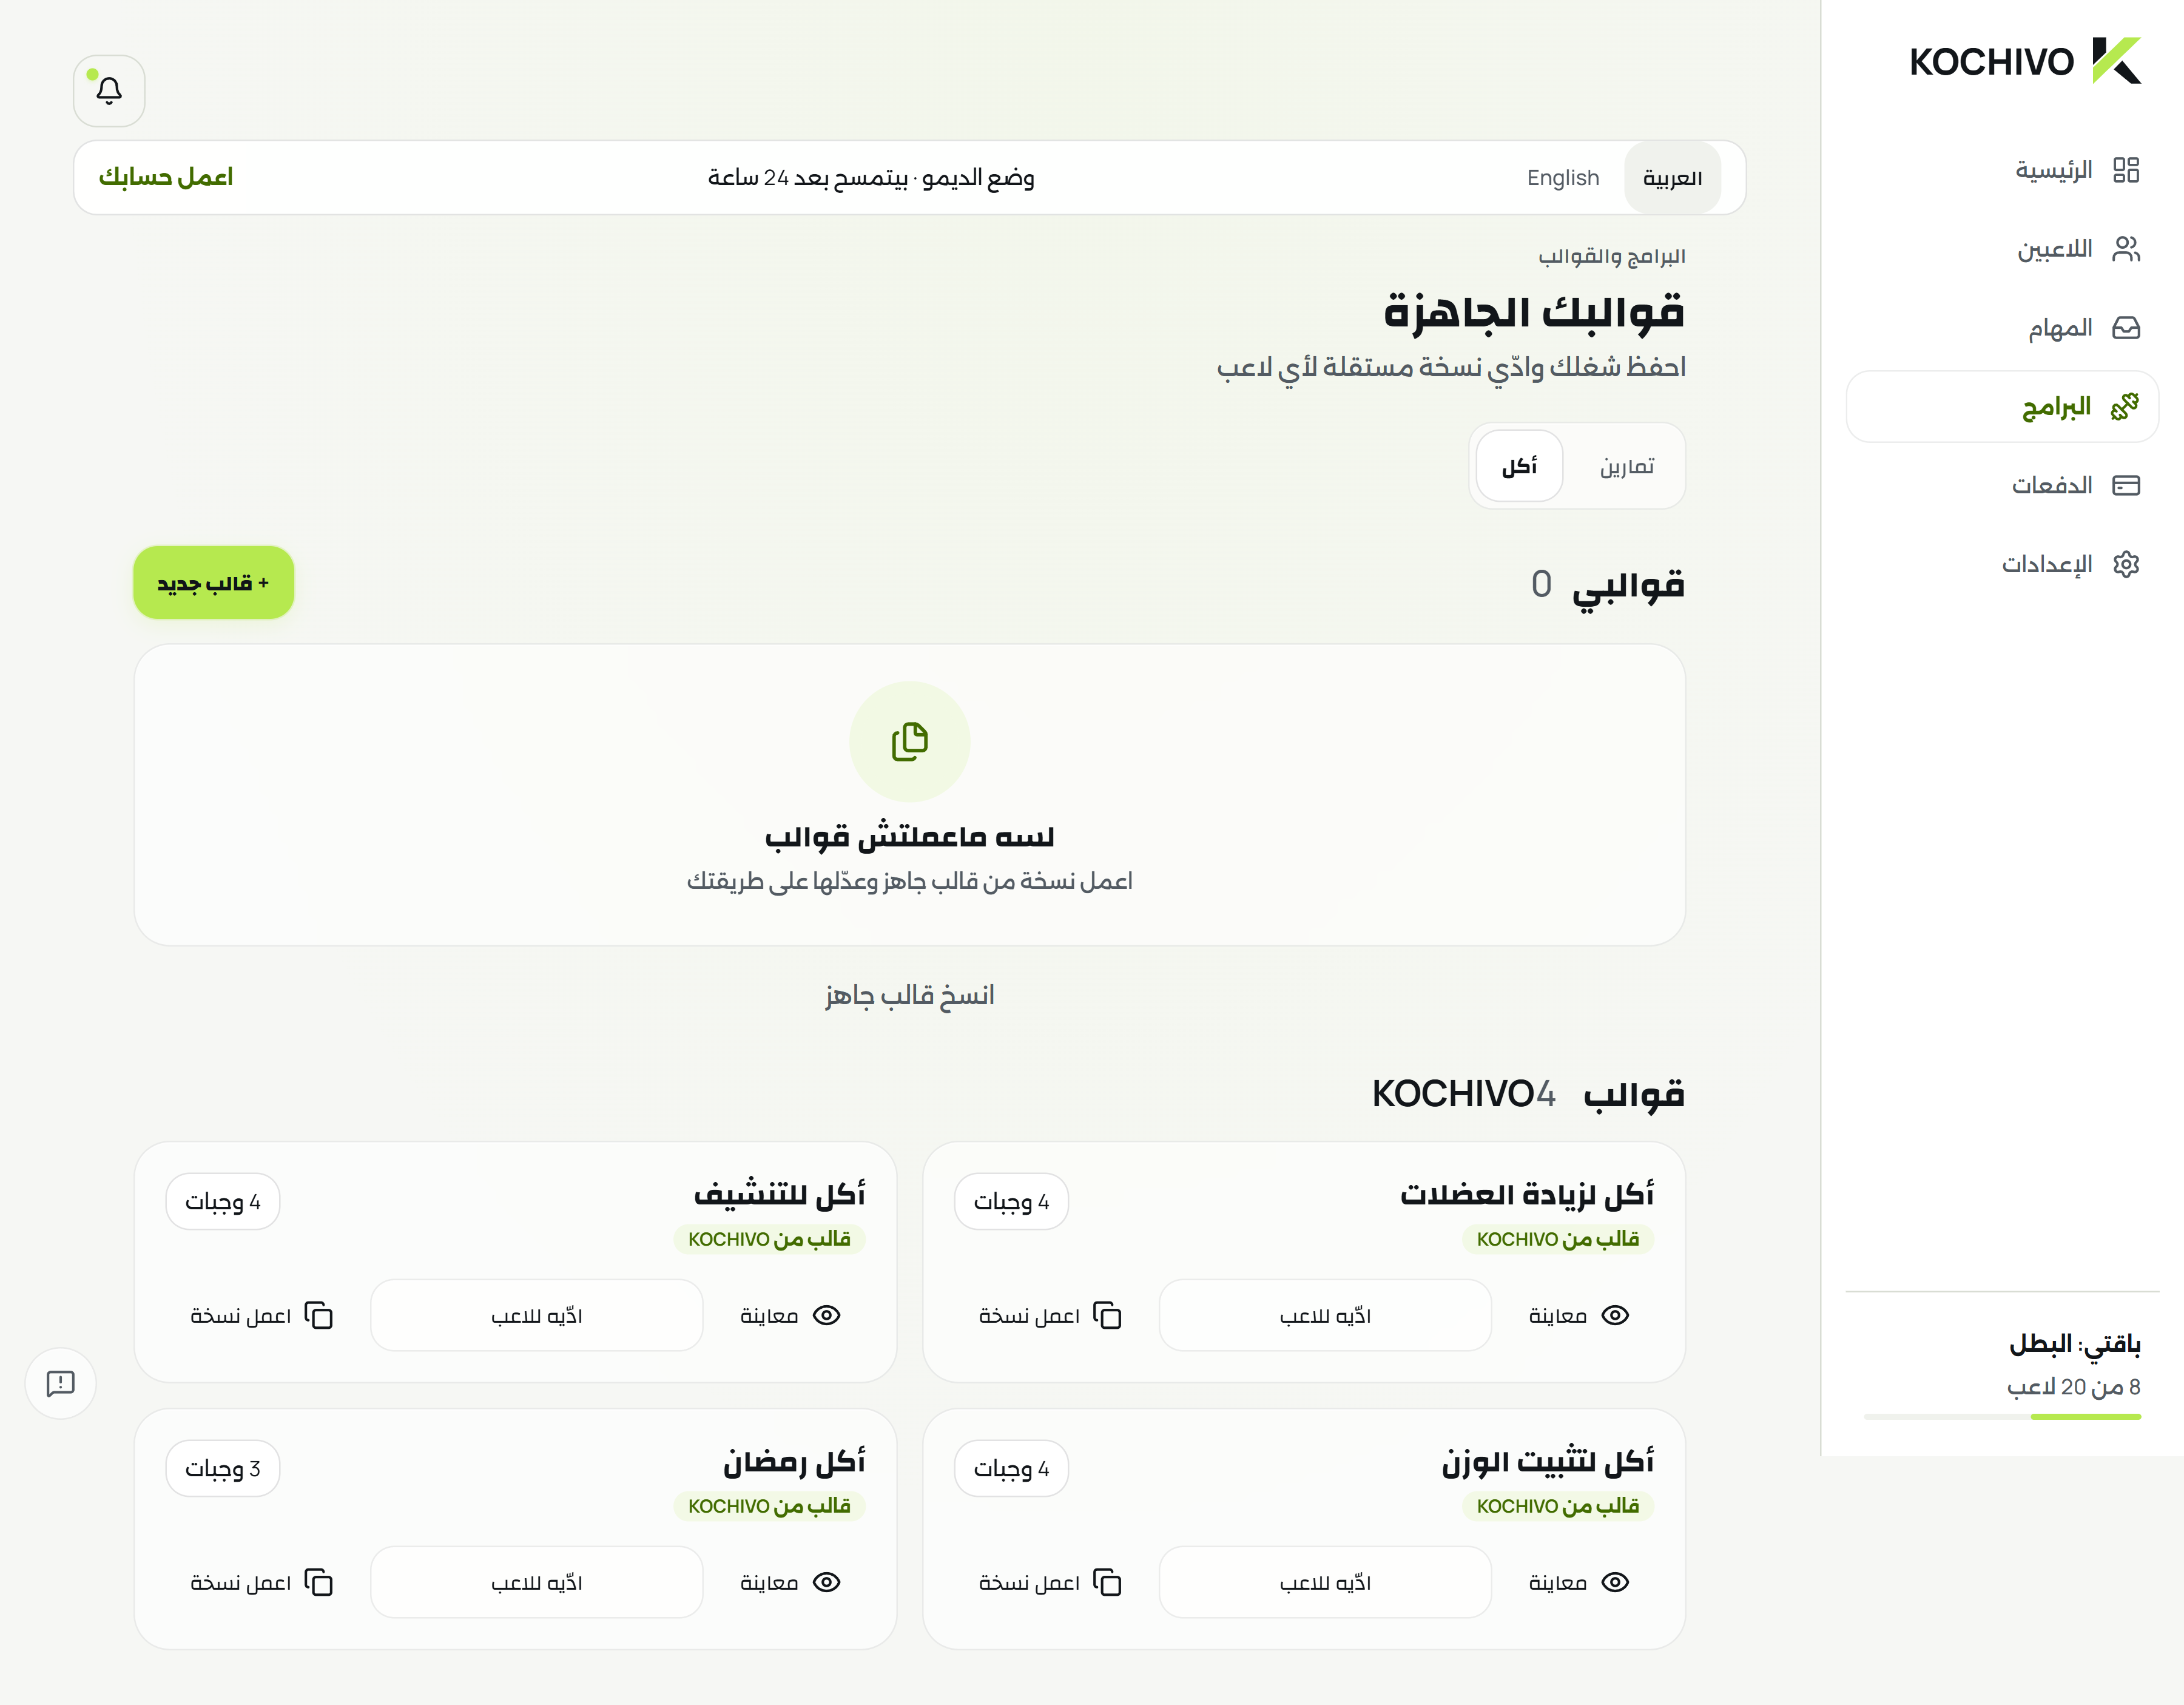 KOCHIVO
الرئيسية
اللاعبين
المهام
البرامج
الدفعات
الإعدادات
باقتي: البطل
8 من 20 لاعب
العربية
English
وضع الديمو · بيتمسح بعد 24 ساعة
اعمل حسابك
البرامج والقوالب
قوالبك الجاهزة
احفظ شغلك وادّي نسخة مستقلة لأي لاعب
تمارين
أكل
قوالبي 0
+ قالب جديد
لسه ماعملتش قوالب
اعمل نسخة من قالب جاهز وعدّلها على طريقتك
انسخ قالب جاهز
قوالب KOCHIVO4
أكل لزيادة العضلات
4 وجبات
قالب من KOCHIVO
معاينة
ادّيه للاعب
اعمل نسخة
أكل للتنشيف
4 وجبات
قالب من KOCHIVO
معاينة
ادّيه للاعب
اعمل نسخة
أكل لتثبيت الوزن
4 وجبات
قالب من KOCHIVO
معاينة
ادّيه للاعب
اعمل نسخة
أكل رمضان
3 وجبات
قالب من KOCHIVO
معاينة
ادّيه للاعب
اعمل نسخة